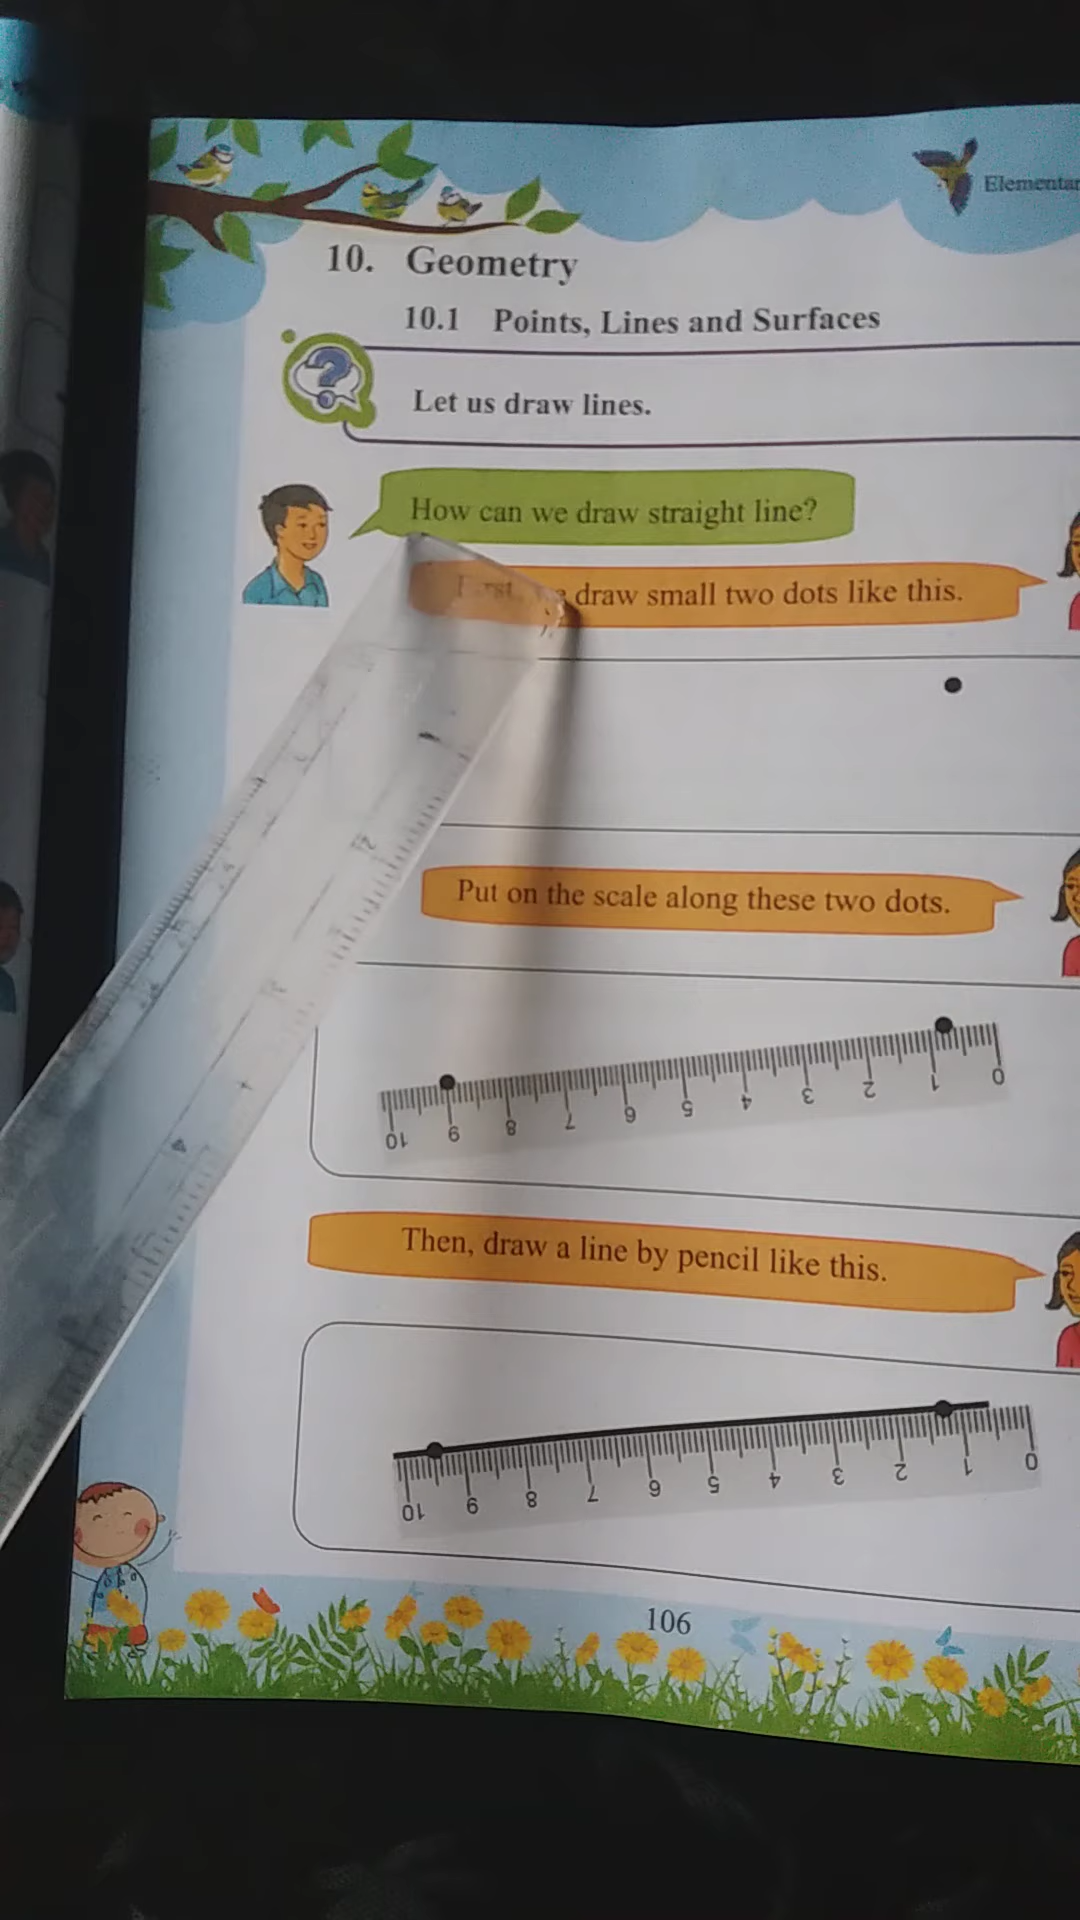 Elementar
10. Geometry
10.1 Points, Lines and Surfaces
Let us draw lines.
How can we draw straight line?
First, we draw small two dots like this.
Put on the scale along these two dots.
10 9 8 7 6 5 4 3 2 1 0
Then, draw a line by pencil like this.
10 9 8 7 6 5 4 3 2 1 0
106